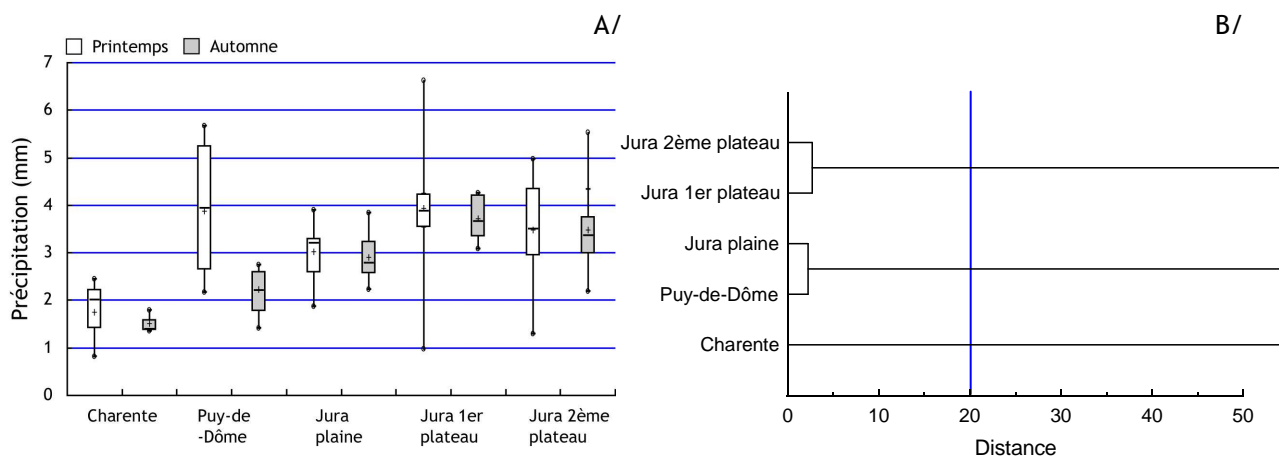 A/
Printemps Automne
Précipitation (mm)
7
6
5
4
3
2
1
0
Charente
Puy-de
-Dôme
Jura
plaine
Jura 1er
plateau
Jura 2ème
plateau
B/
Jura 2ème plateau
Jura 1er plateau
Jura plaine
Puy-de-Dôme
Charente
0 10 20 30 40 50
Distance